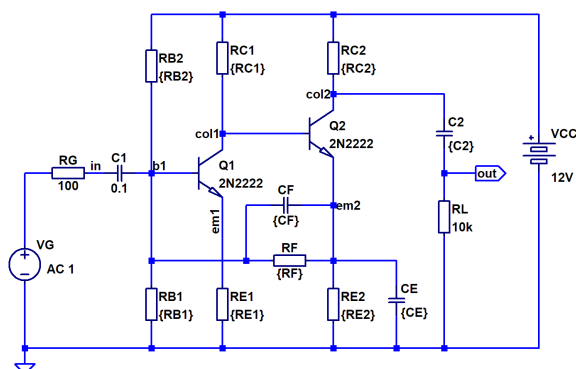 RB2
{RB2}
RC1
{RC1}
RC2
{RC2}
col2
VCC
+
12V
C2
{C2}
out
col1
Q2
2N2222
RG
100
in
C1
0.1
b1
Q1
2N2222
em1
CF
{CF}
em2
RL
10k
VG
AC 1
RF
{RF}
RB1
{RB1}
RE1
{RE1}
RE2
{RE2}
CE
{CE}